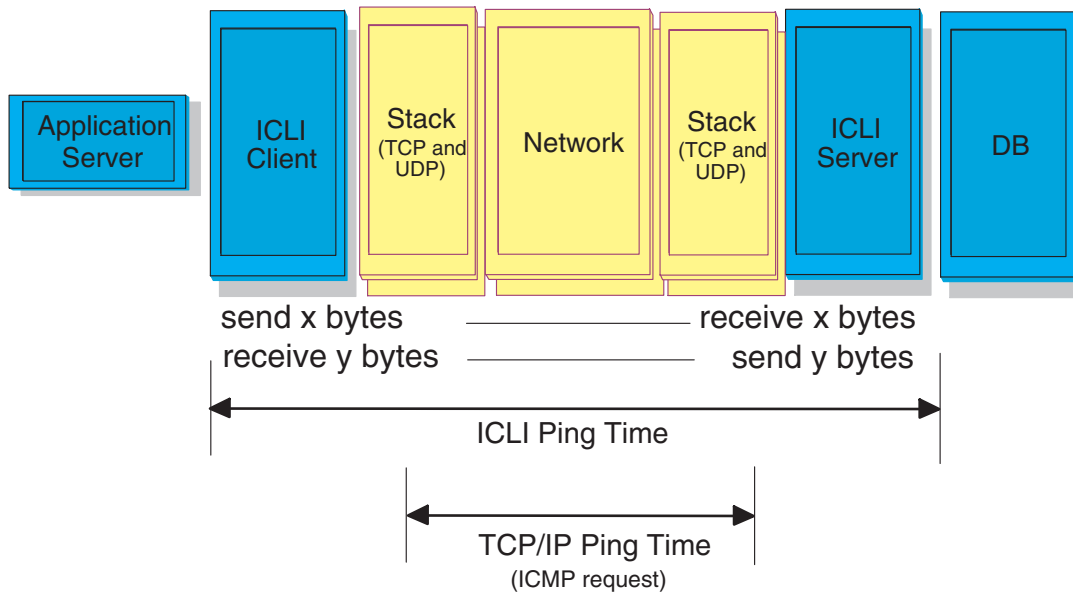 Application
Server
ICLI
Client
Stack
(TCP and
UDP)
Network
Stack
(TCP and
UDP)
ICLI
Server
DB
send x bytes
receive x bytes
receive y bytes
send y bytes
ICLI Ping Time
TCP/IP Ping Time
(ICMP request)